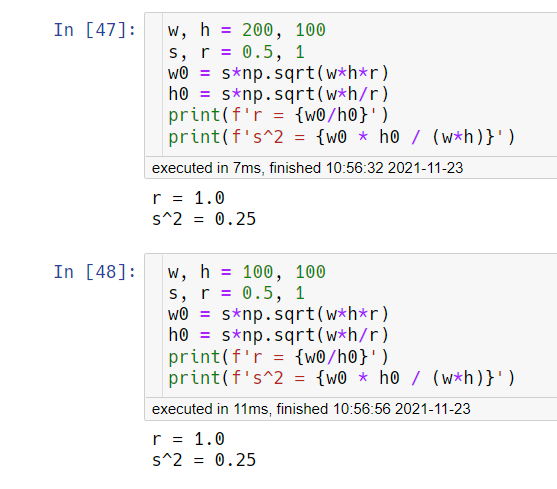 In [47]: w, h = 200, 100
s, r = 0.5, 1
w0 = s*np.sqrt(w*h*r)
h0 = s*np.sqrt(w*h/r)
print(f'r = {w0/h0}')
print(f's^2 = {w0 * h0 / (w*h)}')
executed in 7ms, finished 10:56:32 2021-11-23
r = 1.0
s^2 = 0.25
In [48]: w, h = 100, 100
s, r = 0.5, 1
w0 = s*np.sqrt(w*h*r)
h0 = s*np.sqrt(w*h/r)
print(f'r = {w0/h0}')
print(f's^2 = {w0 * h0 / (w*h)}')
executed in 11ms, finished 10:56:56 2021-11-23
r = 1.0
s^2 = 0.25